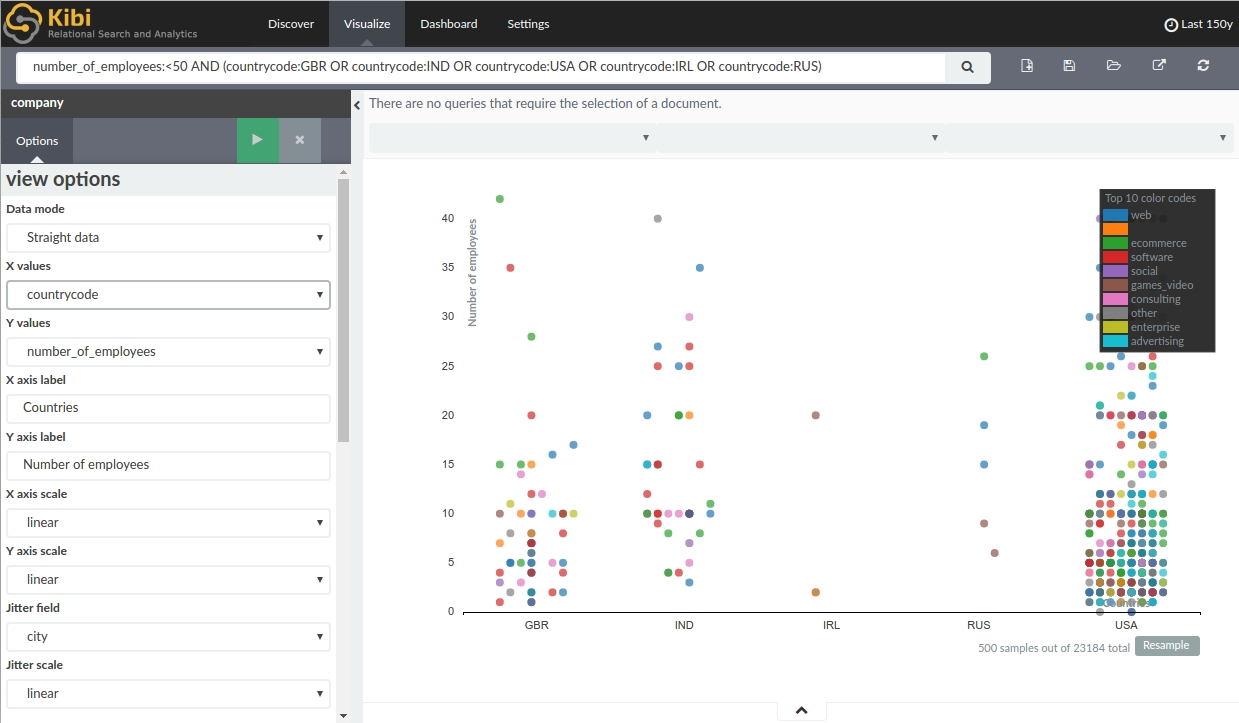 Kibi
Relational Search and Analytics
Discover
Visualize
Dashboard
Settings
Last 150y
number_of_employees:<50 AND (countrycode:GBR OR countrycode:IND OR countrycode:USA OR countrycode:IRL OR countrycode:RUS)
company
There are no queries that require the selection of a document.
Options
view options
Data mode
Straight data
X values
countrycode
Y values
number_of_employees
X axis label
Countries
Y axis label
Number of employees
X axis scale
linear
Y axis scale
linear
Jitter field
city
Jitter scale
linear
Number of employees
40
35
30
25
20
15
10
5
0
GBR
IND
IRL
RUS
USA
Countries
Top 10 color codes
web
ecommerce
software
social
games_video
consulting
other
enterprise
advertising
500 samples out of 23184 total
Resample